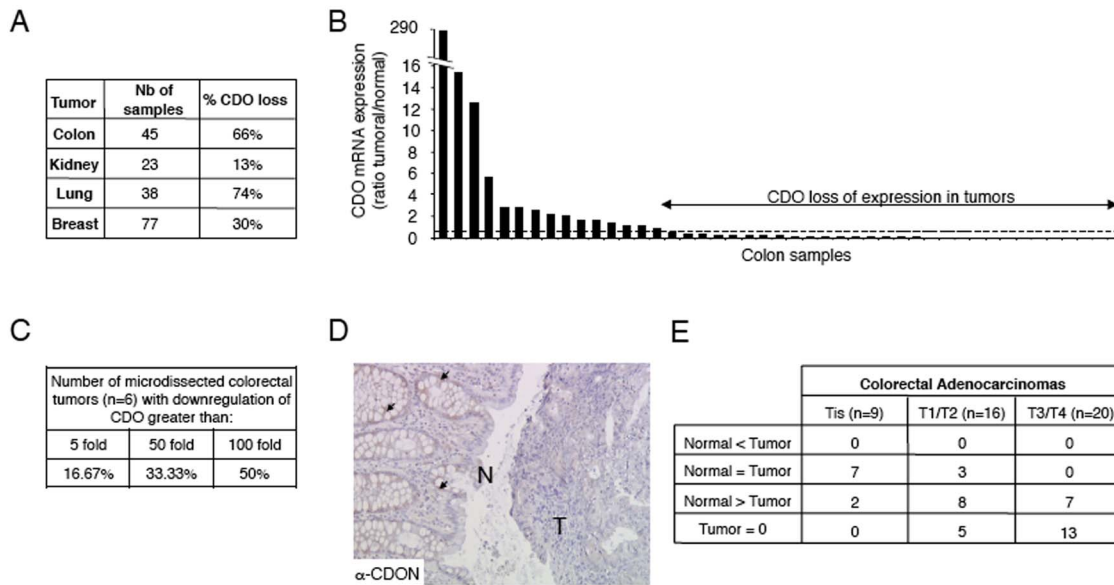 A
Tumor Nb of samples % CDO loss
Colon 45 66%
Kidney 23 13%
Lung 38 74%
Breast 77 30%
B
CDO mRNA expression
(ratio tumoral/normal)
290
16
14
12
10
8
6
4
2
0
CDO loss of expression in tumors
Colon samples
C
Number of microdissected colorectal
tumors (n=6) with downregulation of
CDO greater than:
5 fold 50 fold 100 fold
16.67% 33.33% 50%
D
N
T
α-CDON
E
Colorectal Adenocarcinomas
Tis (n=9) T1/T2 (n=16) T3/T4 (n=20)
Normal < Tumor 0 0 0
Normal = Tumor 7 3 0
Normal > Tumor 2 8 7
Tumor = 0 0 5 13